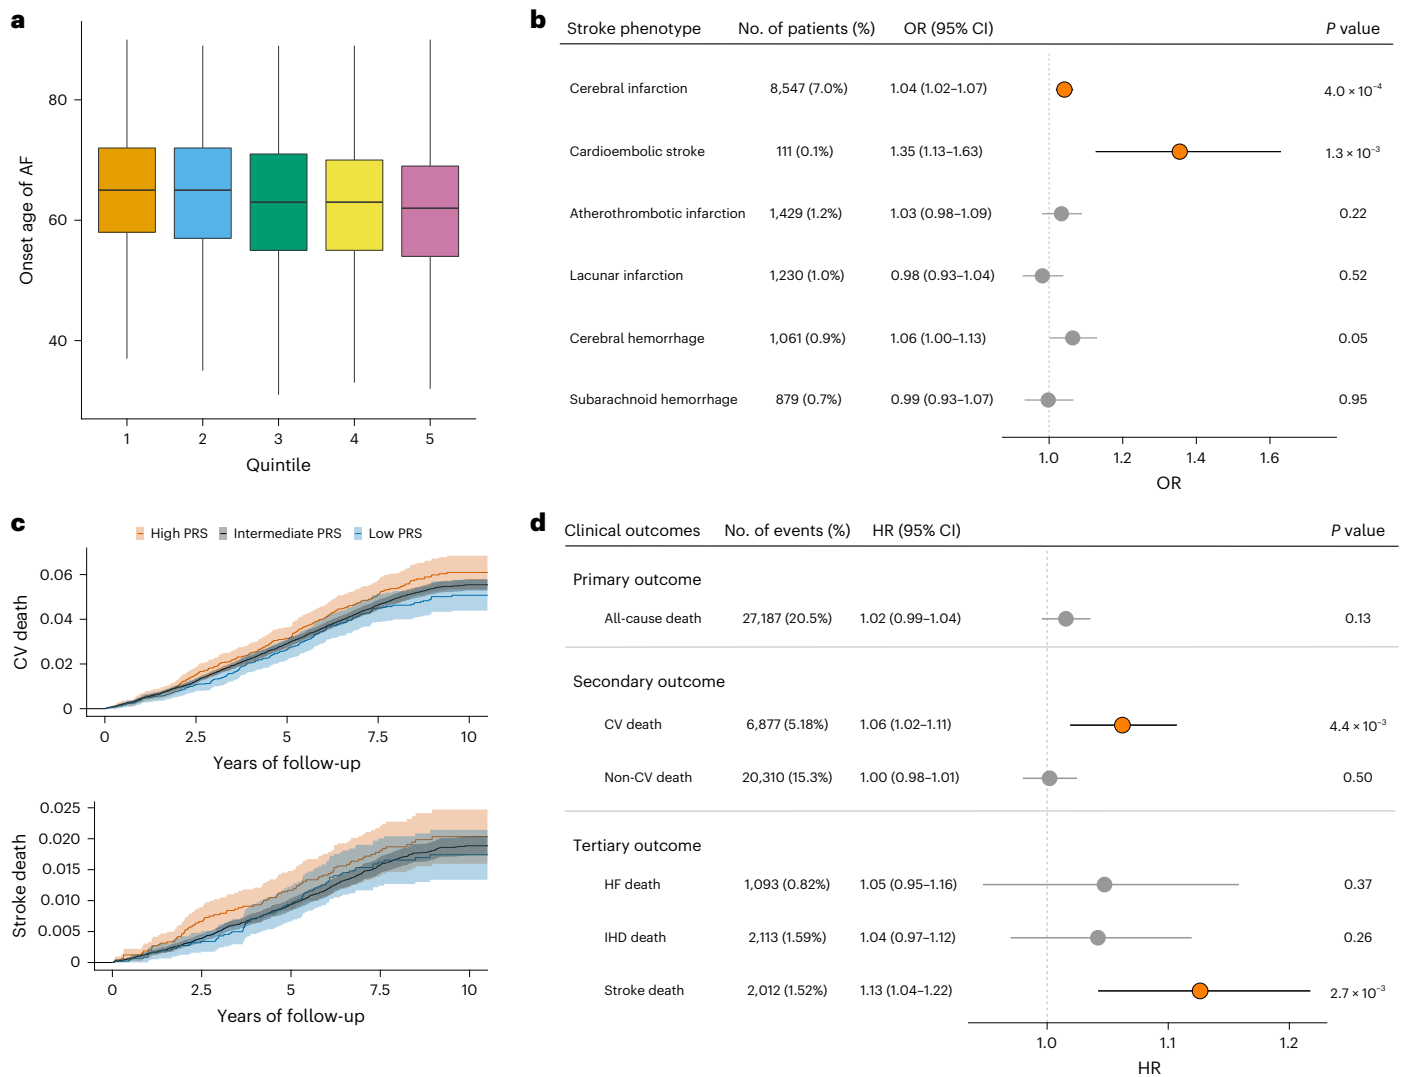 a
80
60
40
Onset age of AF
1 2 3 4 5
Quintile
b
Stroke phenotype No. of patients (%) OR (95% CI) P value
Cerebral infarction 8,547 (7.0%) 1.04 (1.02–1.07) 4.0 × 10⁻⁴
Cardioembolic stroke 111 (0.1%) 1.35 (1.13–1.63) 1.3 × 10⁻³
Atherothrombotic infarction 1,429 (1.2%) 1.03 (0.98–1.09) 0.22
Lacunar infarction 1,230 (1.0%) 0.98 (0.93–1.04) 0.52
Cerebral hemorrhage 1,061 (0.9%) 1.06 (1.00–1.13) 0.05
Subarachnoid hemorrhage 879 (0.7%) 0.99 (0.93–1.07) 0.95
1.0 1.2 1.4 1.6
OR
c
High PRS Intermediate PRS Low PRS
0.06
0.04
0.02
0
CV death
0 2.5 5 7.5 10
Years of follow-up
0.025
0.020
0.015
0.010
0.005
0
Stroke death
0 2.5 5 7.5 10
Years of follow-up
d
Clinical outcomes No. of events (%) HR (95% CI) P value
Primary outcome
All-cause death 27,187 (20.5%) 1.02 (0.99–1.04) 0.13
Secondary outcome
CV death 6,877 (5.18%) 1.06 (1.02–1.11) 4.4 × 10⁻³
Non-CV death 20,310 (15.3%) 1.00 (0.98–1.01) 0.50
Tertiary outcome
HF death 1,093 (0.82%) 1.05 (0.95–1.16) 0.37
IHD death 2,113 (1.59%) 1.04 (0.97–1.12) 0.26
Stroke death 2,012 (1.52%) 1.13 (1.04–1.22) 2.7 × 10⁻³
1.0 1.1 1.2
HR